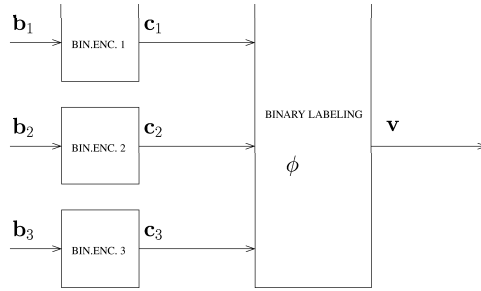 b₁ c₁
BIN.ENC. 1
BINARY LABELING
b₂ c₂ v
BIN.ENC. 2
ϕ
b₃ c₃
BIN.ENC. 3